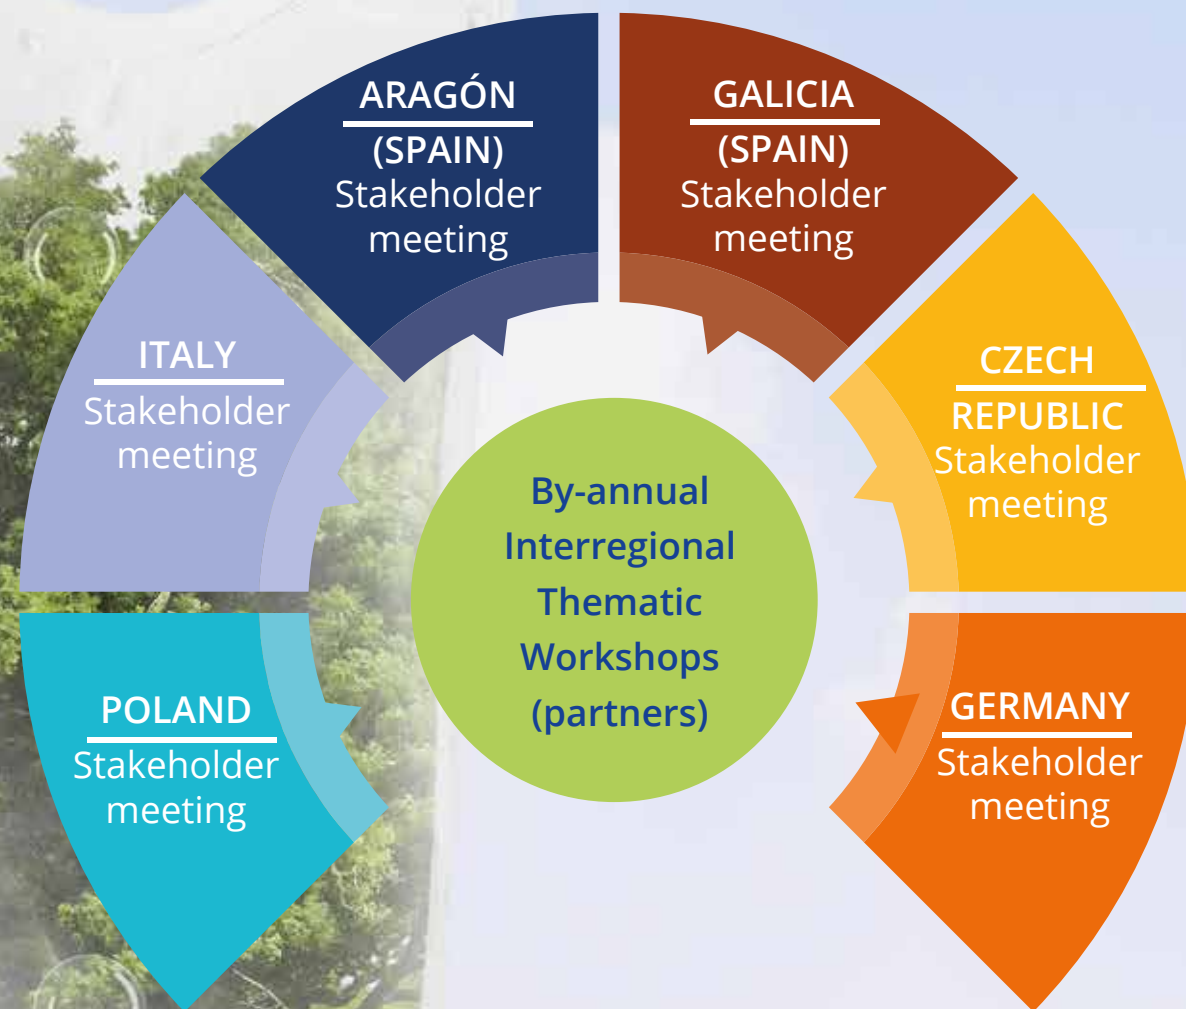 ARAGÓN
(SPAIN)
Stakeholder
meeting
GALICIA
(SPAIN)
Stakeholder
meeting
ITALY
Stakeholder
meeting
CZECH
REPUBLIC
Stakeholder
meeting
By-annual
Interregional
Thematic
Workshops
(partners)
POLAND
Stakeholder
meeting
GERMANY
Stakeholder
meeting